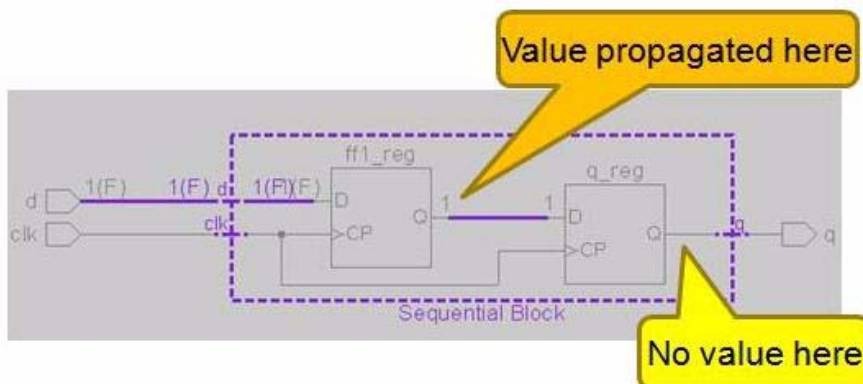 Value propagated here
ff1_reg
q_reg
d 1(F) 1(F) d 1(F) (F) D Q 1 1 D Q q q
clk clk CP CP
Sequential Block
No value here